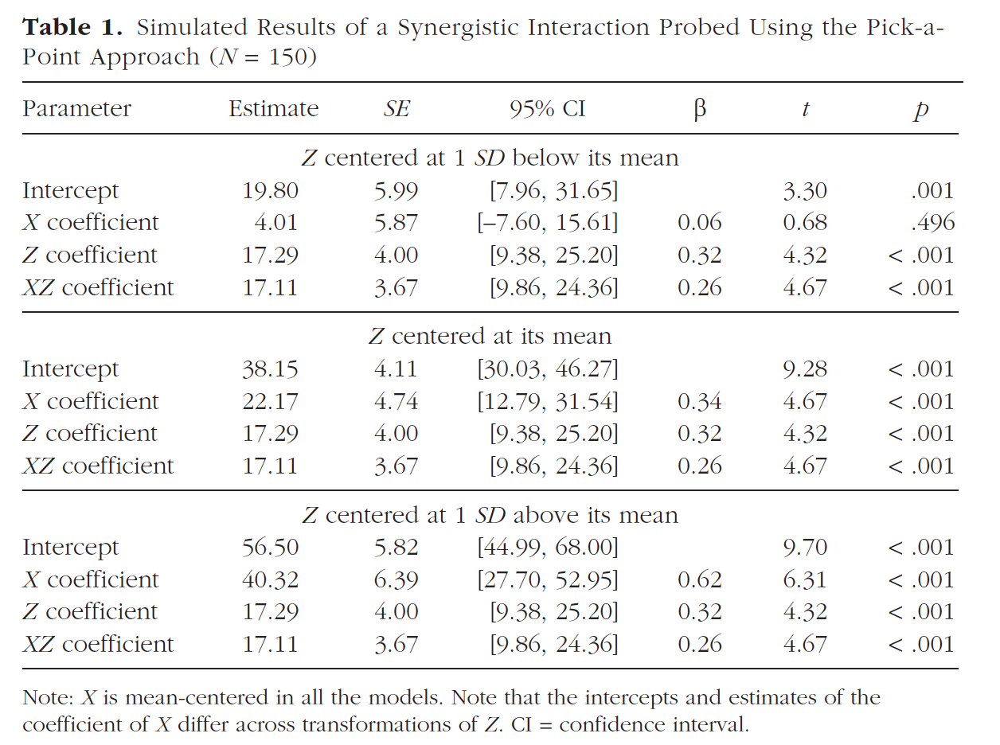 Table 1. Simulated Results of a Synergistic Interaction Probed Using the Pick-a-
Point Approach (N = 150)
Parameter Estimate SE 95% CI β t p
Z centered at 1 SD below its mean
Intercept 19.80 5.99 [7.96, 31.65] 3.30 .001
X coefficient 4.01 5.87 [–7.60, 15.61] 0.06 0.68 .496
Z coefficient 17.29 4.00 [9.38, 25.20] 0.32 4.32 < .001
XZ coefficient 17.11 3.67 [9.86, 24.36] 0.26 4.67 < .001
Z centered at its mean
Intercept 38.15 4.11 [30.03, 46.27] 9.28 < .001
X coefficient 22.17 4.74 [12.79, 31.54] 0.34 4.67 < .001
Z coefficient 17.29 4.00 [9.38, 25.20] 0.32 4.32 < .001
XZ coefficient 17.11 3.67 [9.86, 24.36] 0.26 4.67 < .001
Z centered at 1 SD above its mean
Intercept 56.50 5.82 [44.99, 68.00] 9.70 < .001
X coefficient 40.32 6.39 [27.70, 52.95] 0.62 6.31 < .001
Z coefficient 17.29 4.00 [9.38, 25.20] 0.32 4.32 < .001
XZ coefficient 17.11 3.67 [9.86, 24.36] 0.26 4.67 < .001
Note: X is mean-centered in all the models. Note that the intercepts and estimates of the
coefficient of X differ across transformations of Z. CI = confidence interval.